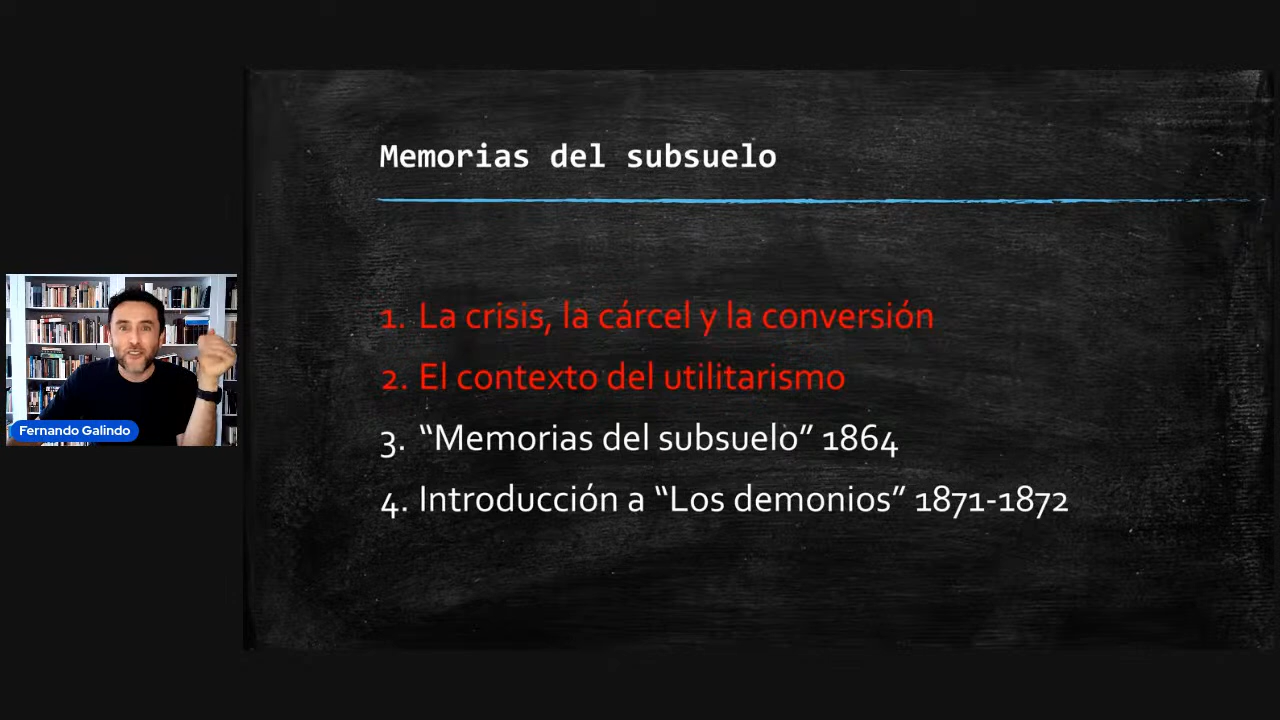 Memorias del subsuelo
1. La crisis, la cárcel y la conversión
2. El contexto del utilitarismo
3. “Memorias del subsuelo” 1864
4. Introducción a “Los demonios” 1871-1872
Fernando Galindo